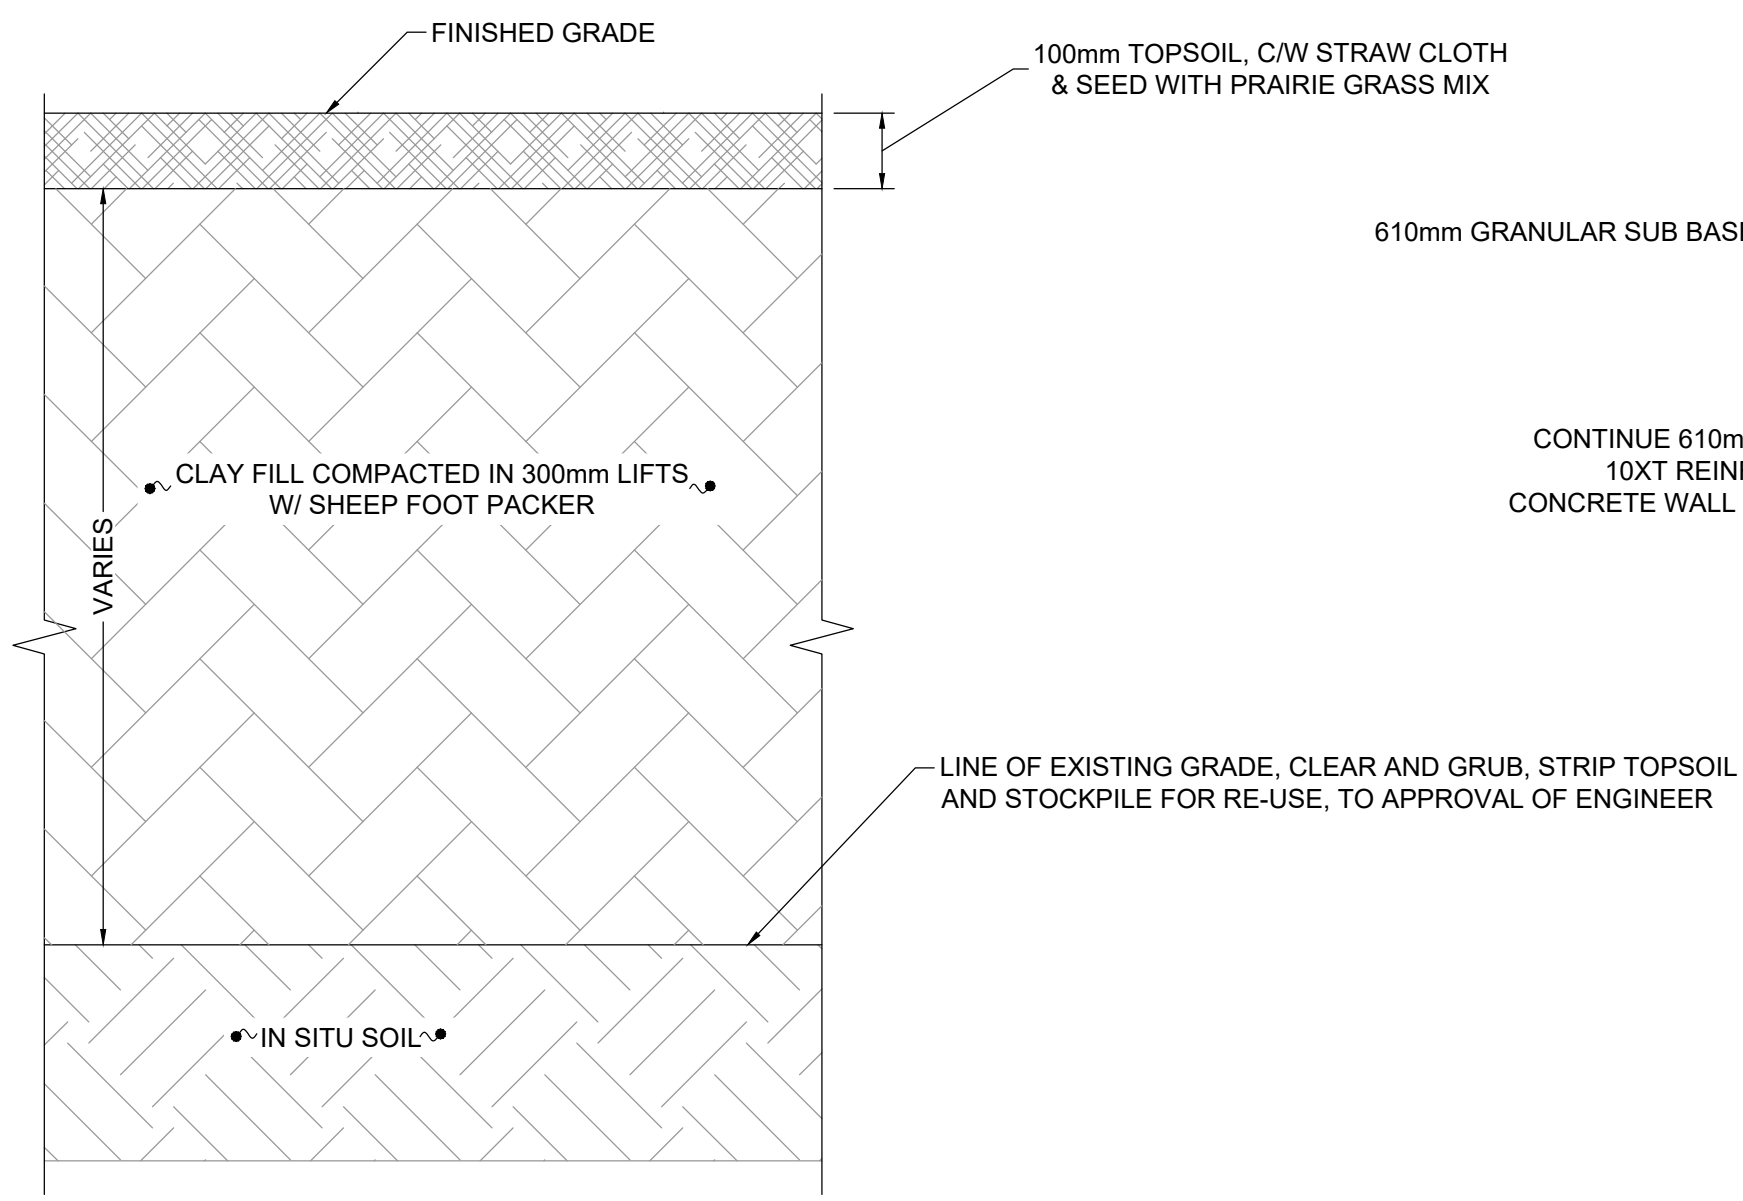 FINISHED GRADE
100mm TOPSOIL, C/W STRAW CLOTH
& SEED WITH PRAIRIE GRASS MIX
610mm GRANULAR SUB
CONTINUE
10XT
CONCRETE WALL
CLAY FILL COMPACTED IN 300mm LIFTS
W/ SHEEP FOOT PACKER
VARIES
LINE OF EXISTING GRADE, CLEAR AND GRUB, STRIP TOPSOIL
AND STOCKPILE FOR RE-USE, TO APPROVAL OF ENGINEER
IN SITU SOIL